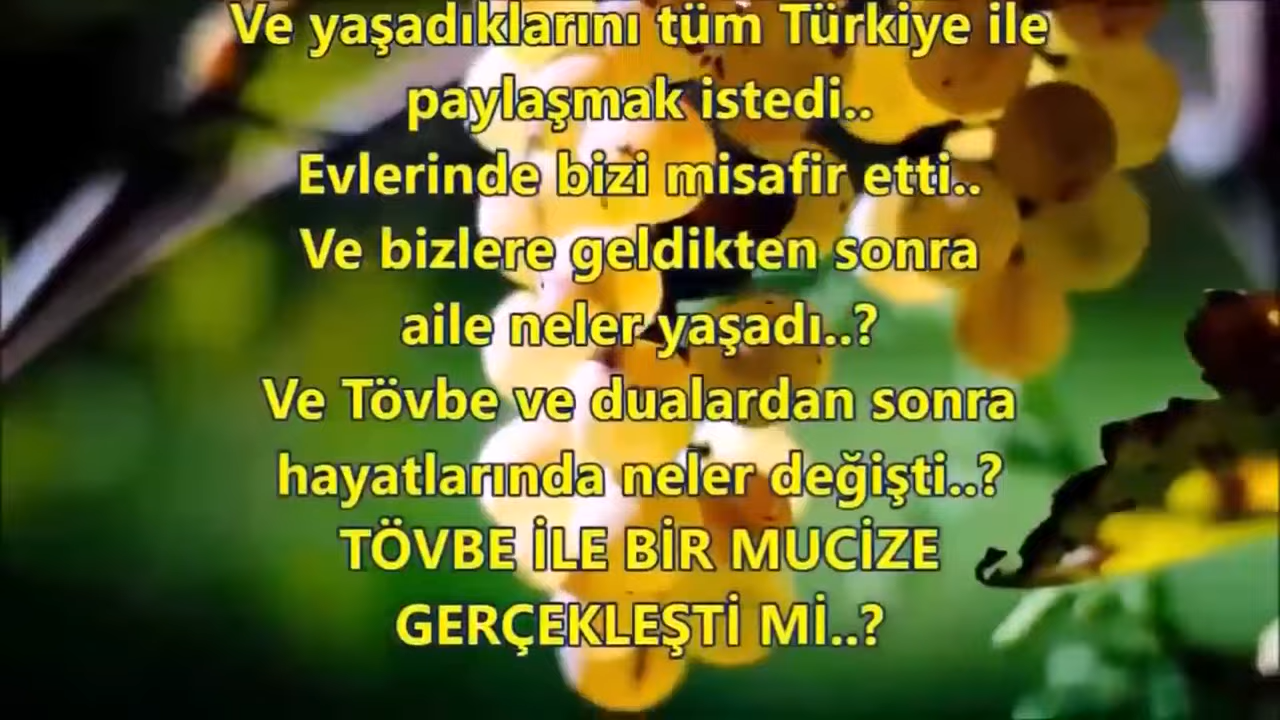 Ve yaşadıklarını tüm Türkiye ile
paylaşmak istedi..
Evlerinde bizi misafir etti..
Ve bizlere geldikten sonra
aile neler yaşadı..?
Ve Tövbe ve dualardan sonra
hayatlarında neler değişti..?
TÖVBE İLE BİR MUCİZE
GERÇEKLEŞTİ Mİ..?